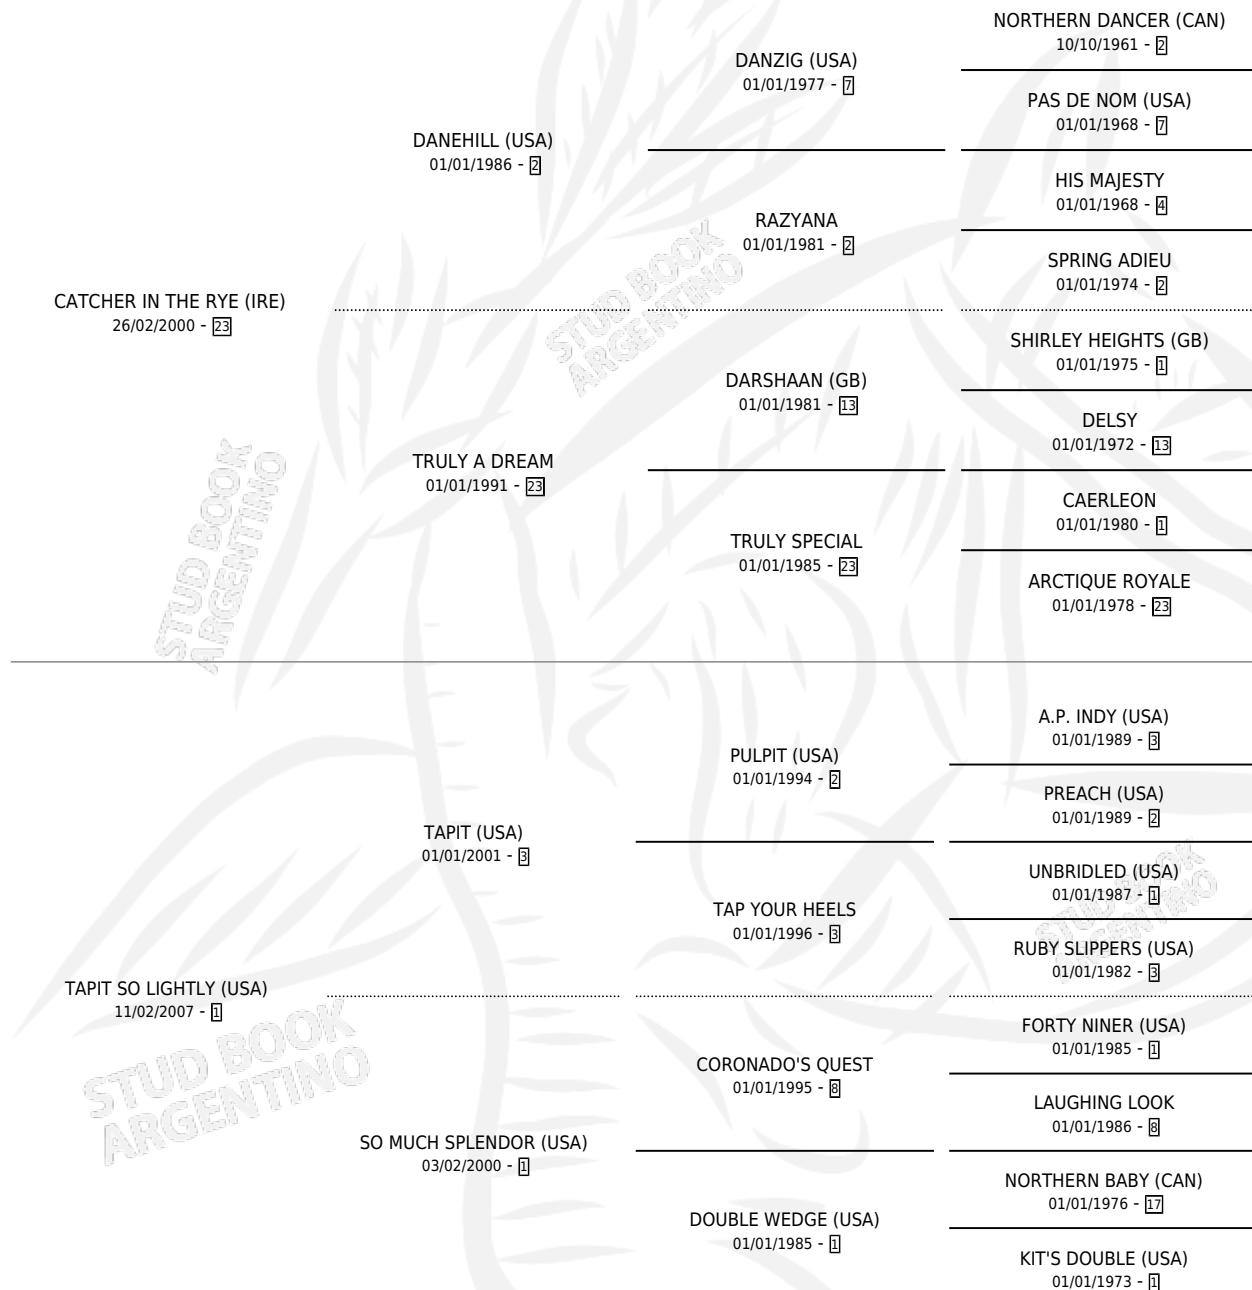 NORTHERN DANCER (CAN)
10/10/1961 - 2
DANZIG (USA)
01/01/1977 - 7
PAS DE NOM (USA)
01/01/1968 - 7
DANEHILL (USA)
01/01/1986 - 2
HIS MAJESTY
01/01/1968 - 4
RAZYANA
01/01/1981 - 2
SPRING ADIEU
01/01/1974 - 2
CATCHER IN THE RYE (IRE)
26/02/2000 - 23
STUD BOOK
ARGENTINO
SHIRLEY HEIGHTS (GB)
01/01/1975 - 1
DARSHAAN (GB)
01/01/1981 - 13
DELSY
01/01/1972 - 13
TRULY A DREAM
01/01/1991 - 23
CAERLEON
01/01/1980 - 1
TRULY SPECIAL
01/01/1985 - 23
ARCTIQUE ROYALE
01/01/1978 - 23
STUD BOOK
ARGENTINO
A.P. INDY (USA)
01/01/1989 - 3
PULPIT (USA)
01/01/1994 - 2
PREACH (USA)
01/01/1989 - 2
TAPIT (USA)
01/01/2001 - 3
UNBRIDLED (USA)
01/01/1987 - 1
TAP YOUR HEELS
01/01/1996 - 3
STUD BOOK
ARGENTINO
RUBY SLIPPERS (USA)
01/01/1982 - 3
TAPIT SO LIGHTLY (USA)
11/02/2007 - 1
STUD BOOK
ARGENTINO
FORTY NINER (USA)
01/01/1985 - 1
CORONADO'S QUEST
01/01/1995 - 8
LAUGHING LOOK
01/01/1986 - 8
SO MUCH SPLENDOR (USA)
03/02/2000 - 1
NORTHERN BABY (CAN)
01/01/1976 - 17
DOUBLE WEDGE (USA)
01/01/1985 - 1
KIT'S DOUBLE (USA)
01/01/1973 - 1